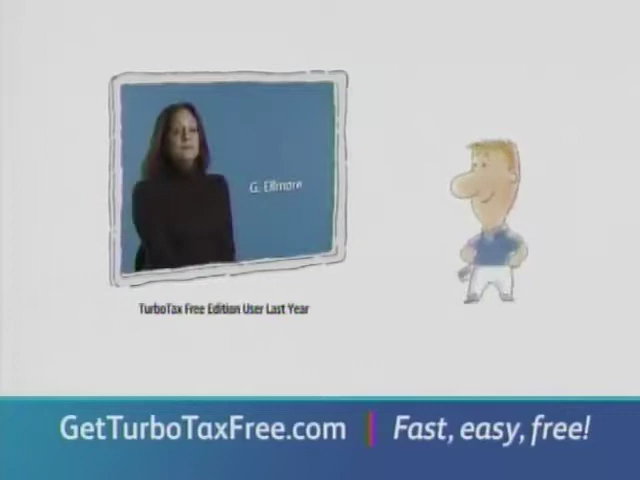 G. Ellmore
TurboTax Free Edition User Last Year
GetTurboTaxFree.com | Fast, easy, free!